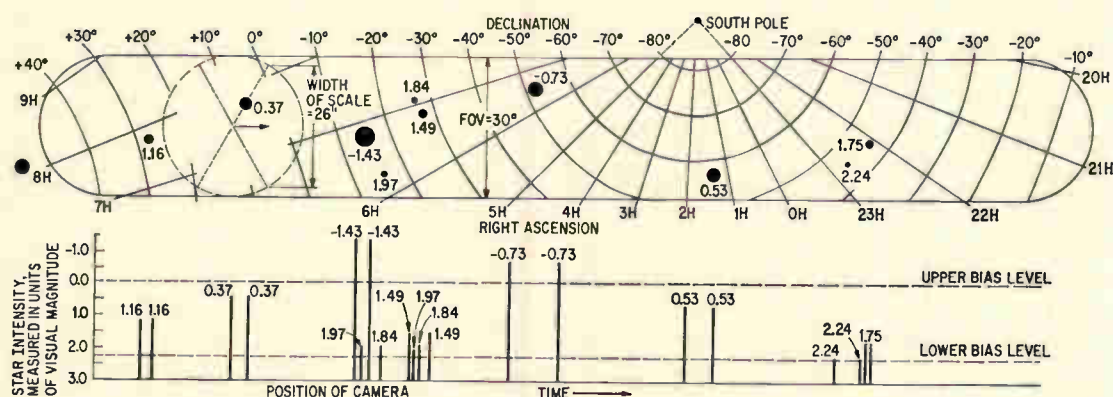 DECLINATION
SOUTH POLE
+40°
+30°
+20°
+10°
0°
-10°
-20°
-30°
-40°
-50°
-60°
-70°
-80°
-80°
-70°
-60°
-50°
-40°
-30°
-20°
-10°
20H
21H
22H
23H
0H
1H
2H
3H
4H
5H
6H
7H
8H
9H
1.16
0.37
WIDTH
OF SCALE
=26"
-1.43
1.97
1.84
1.49
FOV=30°
-0.73
0.53
1.75
2.24
RIGHT ASCENSION
STAR INTENSITY,
MEASURED IN UNITS
OF VISUAL MAGNITUDE
-1.0
0.0
1.0
2.0
3.0
1.16 1.16
0.37 0.37
-1.43 -1.43
1.97
1.84
1.49
1.97
1.84
1.49
-0.73 -0.73
0.53 0.53
2.24
2.24
1.75
UPPER BIAS LEVEL
LOWER BIAS LEVEL
POSITION OF CAMERA
TIME